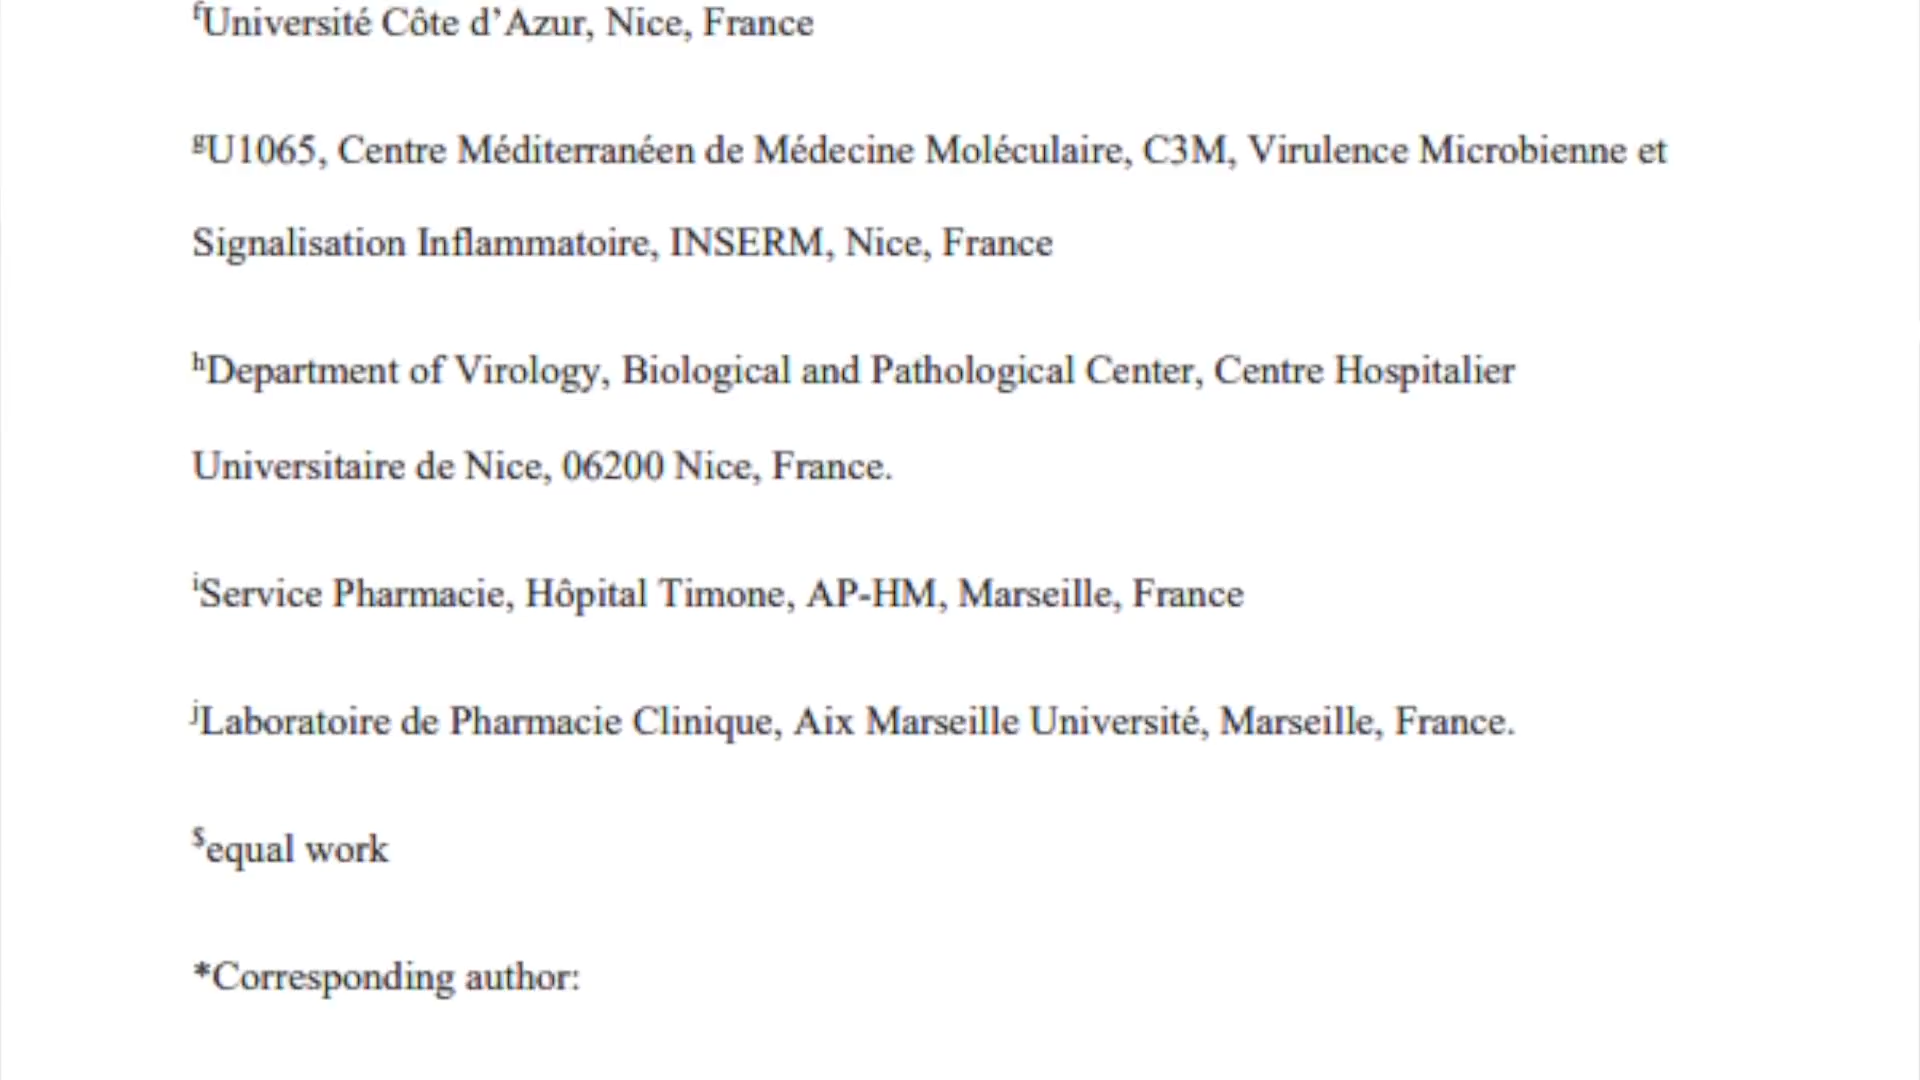 fUniversité Côte d’Azur, Nice, France
gU1065, Centre Méditerranéen de Médecine Moléculaire, C3M, Virulence Microbienne et
Signalisation Inflammatoire, INSERM, Nice, France
hDepartment of Virology, Biological and Pathological Center, Centre Hospitalier
Universitaire de Nice, 06200 Nice, France.
iService Pharmacie, Hôpital Timone, AP-HM, Marseille, France
jLaboratoire de Pharmacie Clinique, Aix Marseille Université, Marseille, France.
$equal work
*Corresponding author: